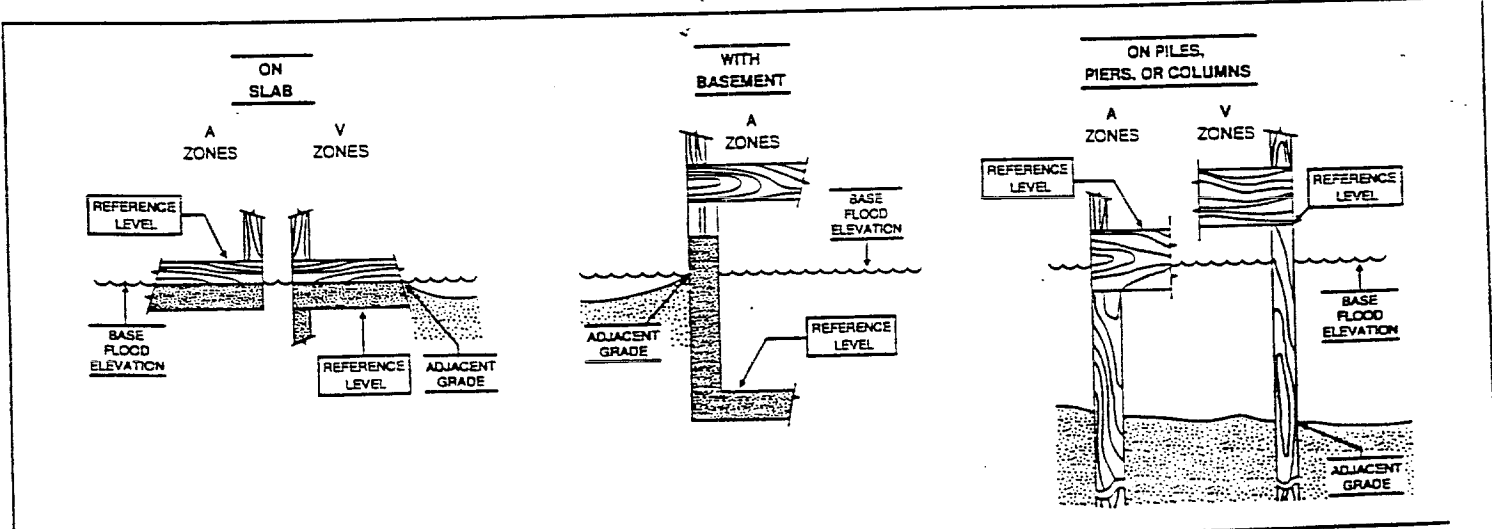 ON
SLAB
A
ZONES
V
ZONES
REFERENCE
LEVEL
BASE
FLOOD
ELEVATION
REFERENCE
LEVEL
ADJACENT
GRADE
WITH
BASEMENT
A
ZONES
BASE
FLOOD
ELEVATION
ADJACENT
GRADE
REFERENCE
LEVEL
ON PILES,
PIERS, OR COLUMNS
A
ZONES
V
ZONES
REFERENCE
LEVEL
REFERENCE
LEVEL
BASE
FLOOD
ELEVATION
ADJACENT
GRADE